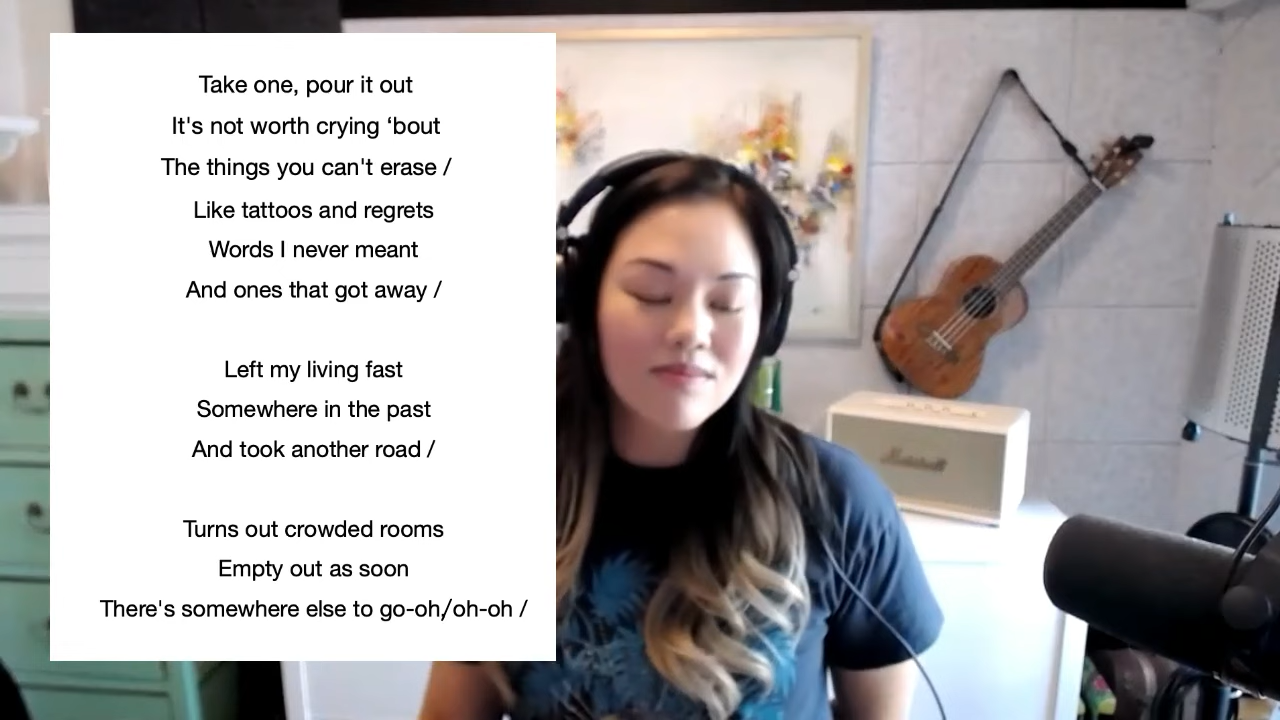 Take one, pour it out
It's not worth crying ‘bout
The things you can't erase /
Like tattoos and regrets
Words I never meant
And ones that got away /
Left my living fast
Somewhere in the past
And took another road /
Turns out crowded rooms
Empty out as soon
There's somewhere else to go-oh/oh-oh /
Marshall